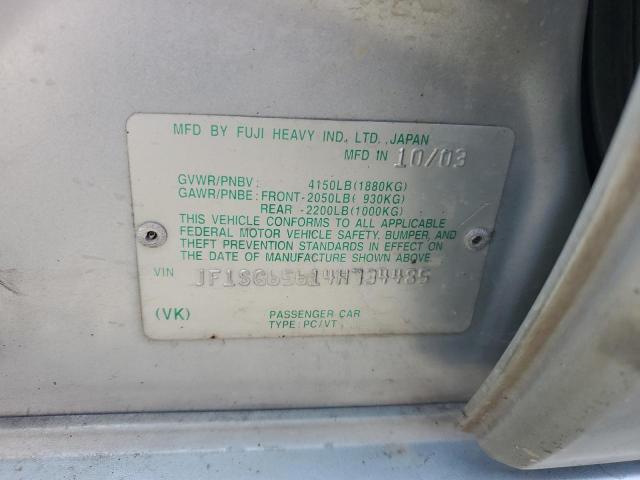 MFD BY FUJI HEAVY IND., LTD., JAPAN
MFD IN 10/03
GVWR/PNBV: 4150LB(1880KG)
GAWR/PNBE: FRONT-2050LB( 930KG)
REAR -2200LB(1000KG)
THIS VEHICLE CONFORMS TO ALL APPLICABLE
FEDERAL MOTOR VEHICLE SAFETY, BUMPER, AND
THEFT PREVENTION STANDARDS IN EFFECT ON
THE DATE OF MANUFACTURE SHOWN ABOVE.
VIN JF1SG65614H734485
(VK) PASSENGER CAR
TYPE: PC/VT